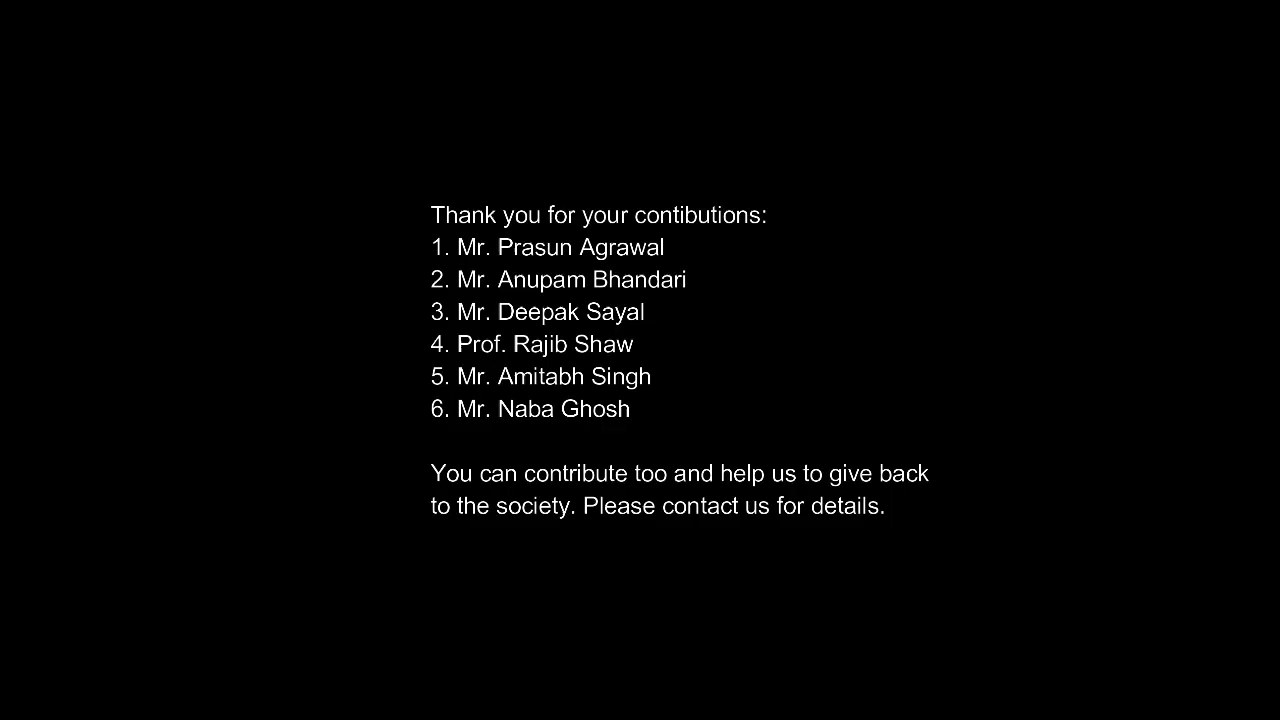 Thank you for your contibutions:
1. Mr. Prasun Agrawal
2. Mr. Anupam Bhandari
3. Mr. Deepak Sayal
4. Prof. Rajib Shaw
5. Mr. Amitabh Singh
6. Mr. Naba Ghosh
You can contribute too and help us to give back
to the society. Please contact us for details.